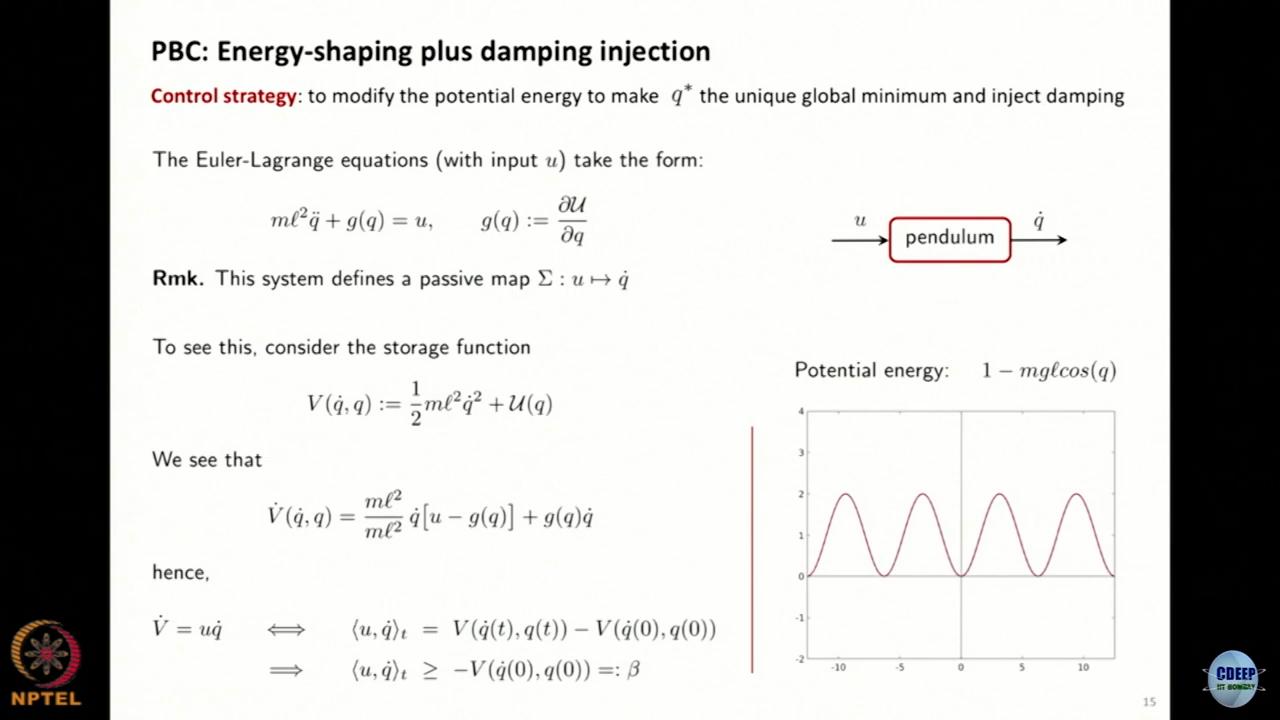 PBC: Energy-shaping plus damping injection
Control strategy: to modify the potential energy to make q* the unique global minimum and inject damping
The Euler-Lagrange equations (with input u) take the form:
mℓ²q̈ + g(q) = u, g(q) := ∂𝒰/∂q
u pendulum q̇
Rmk. This system defines a passive map Σ : u ↦ q̇
To see this, consider the storage function
V(q̇, q) := 1/2 mℓ²q̇² + 𝒰(q)
We see that
V̇(q̇, q) = mℓ²/mℓ² q̇[u − g(q)] + g(q)q̇
hence,
V̇ = uq̇ ⟺ ⟨u, q̇⟩ₜ = V(q̇(t), q(t)) − V(q̇(0), q(0))
⟹ ⟨u, q̇⟩ₜ ≥ −V(q̇(0), q(0)) =: β
Potential energy: 1 − mgℓcos(q)
4
3
2
1
0
-1
-2
-10 -5 0 5 10
NPTEL
CDEEP
IIT BOMBAY
15